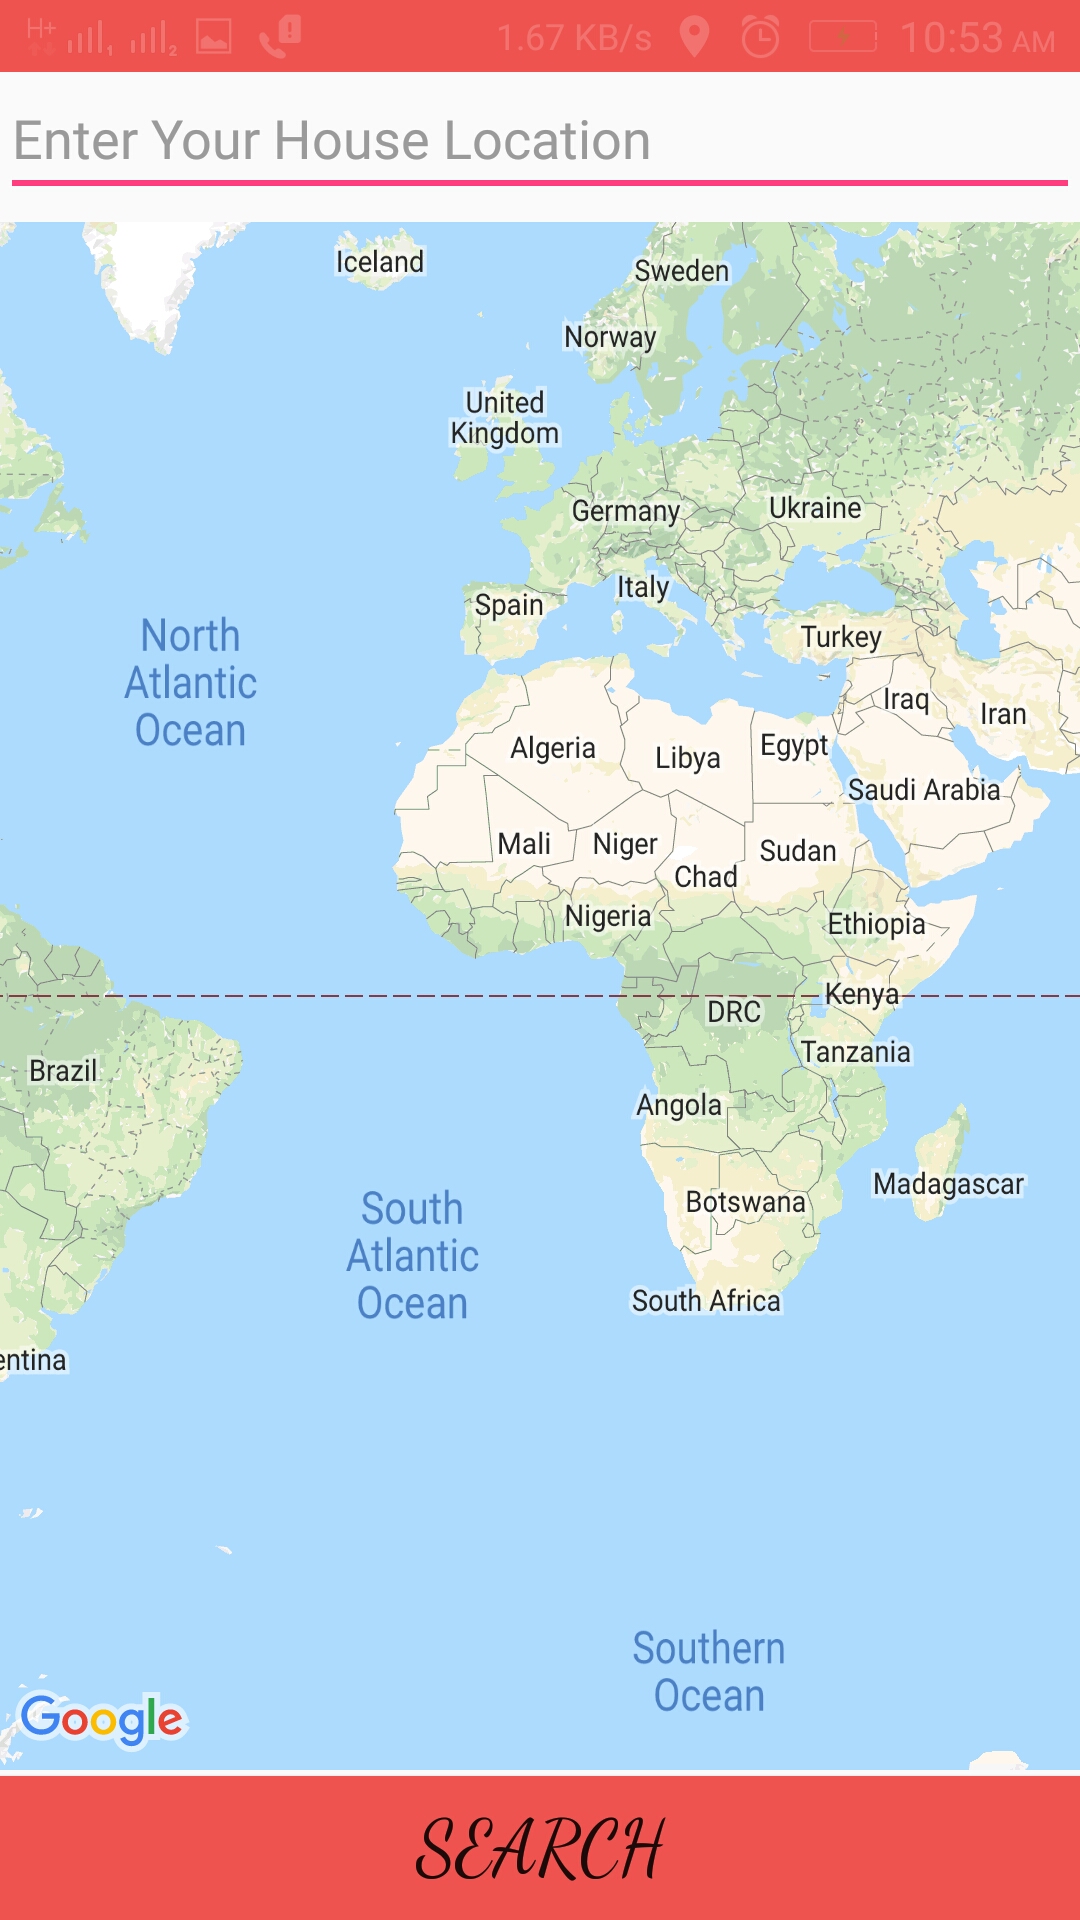 H+ 1 2 1.67 KB/s 10:53 AM
Enter Your House Location
Iceland
Sweden
Norway
United
Kingdom
Germany
Ukraine
Italy
Spain
Turkey
North
Atlantic
Ocean
Iraq
Iran
Algeria
Libya
Egypt
Saudi Arabia
Mali
Niger
Chad
Sudan
Nigeria
Ethiopia
Kenya
DRC
Tanzania
Brazil
Angola
Madagascar
Botswana
South
Atlantic
Ocean
South Africa
entina
Southern
Ocean
Google
SEARCH